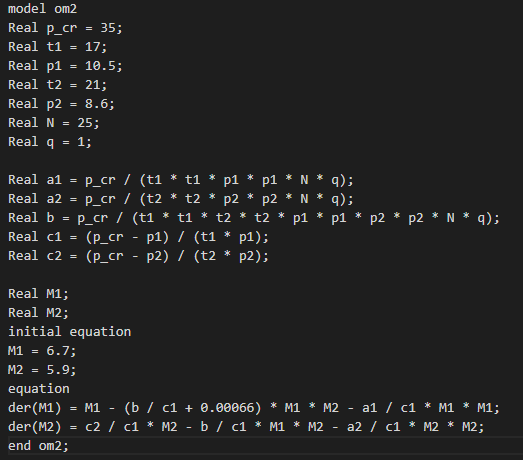 model om2
Real p_cr = 35;
Real t1 = 17;
Real p1 = 10.5;
Real t2 = 21;
Real p2 = 8.6;
Real N = 25;
Real q = 1;
Real a1 = p_cr / (t1 * t1 * p1 * p1 * N * q);
Real a2 = p_cr / (t2 * t2 * p2 * p2 * N * q);
Real b = p_cr / (t1 * t1 * t2 * t2 * p1 * p1 * p2 * p2 * N * q);
Real c1 = (p_cr - p1) / (t1 * p1);
Real c2 = (p_cr - p2) / (t2 * p2);
Real M1;
Real M2;
initial equation
M1 = 6.7;
M2 = 5.9;
equation
der(M1) = M1 - (b / c1 + 0.00066) * M1 * M2 - a1 / c1 * M1 * M1;
der(M2) = c2 / c1 * M2 - b / c1 * M1 * M2 - a2 / c1 * M2 * M2;
end om2;